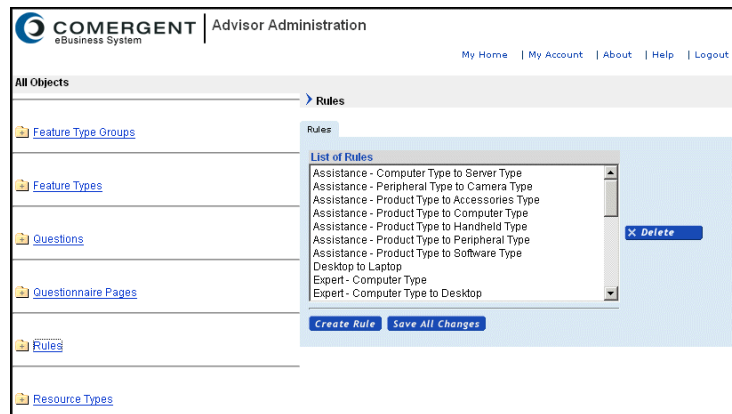 COMERGENT
eBusiness System
Advisor Administration
My Home | My Account | About | Help | Logout
All Objects
Rules
Feature Type Groups
Rules
List of Rules
Assistance - Computer Type to Server Type
Assistance - Peripheral Type to Camera Type
Assistance - Product Type to Accessories Type
Assistance - Product Type to Computer Type
Assistance - Product Type to Handheld Type
Assistance - Product Type to Peripheral Type
Assistance - Product Type to Software Type
Desktop to Laptop
Expert - Computer Type
Expert - Computer Type to Desktop
Feature Types
Questions
X Delete
Questionnaire Pages
Create Rule Save All Changes
Rules
Resource Types